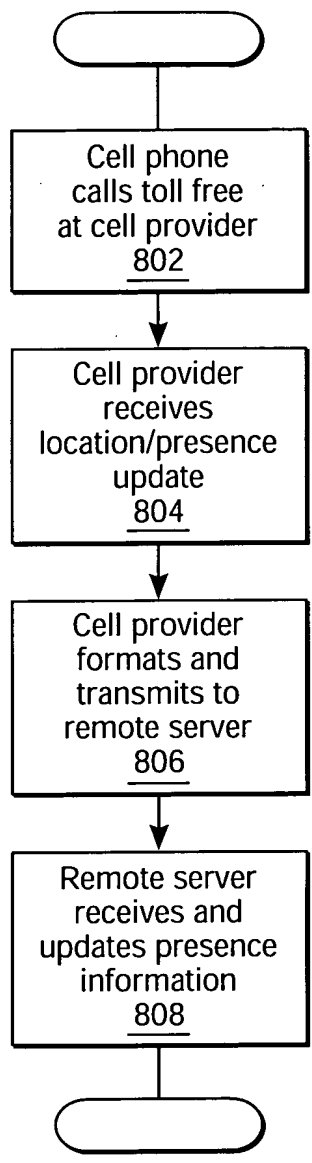 Cell phone
calls toll free
at cell provider
802
Cell provider
receives
location/presence
update
804
Cell provider
formats and
transmits to
remote server
806
Remote server
receives and
updates presence
information
808